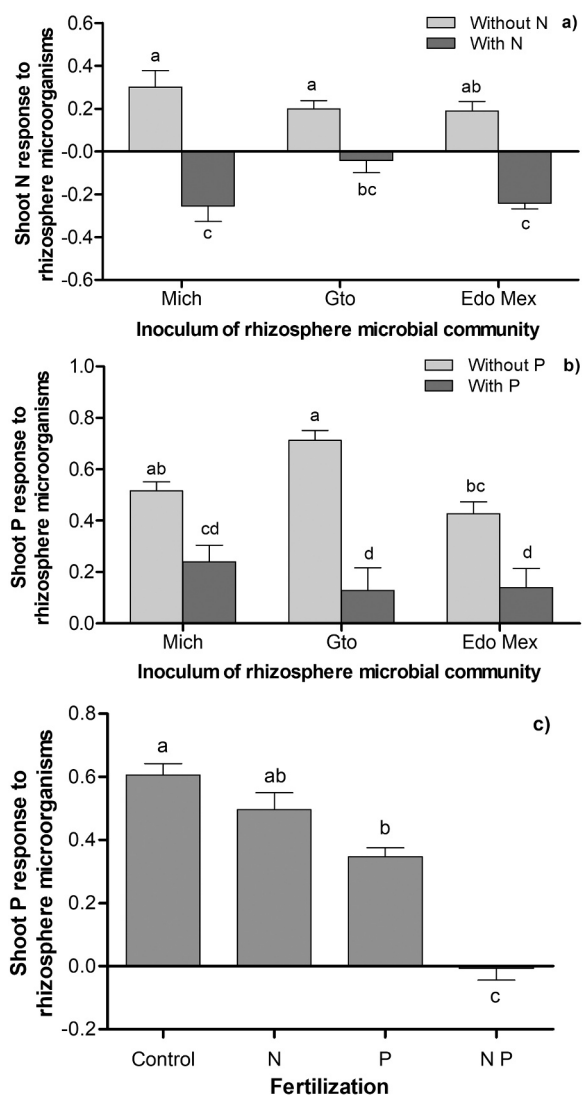 Without N
With N
a)
Shoot N response to
rhizosphere microorganisms
0.6
0.4
0.2
-0.0
-0.2
-0.4
-0.6
a
c
a
bc
ab
c
Mich
Gto
Edo Mex
Inoculum of rhizosphere microbial community
Without P
With P
b)
Shoot P response to
rhizosphere microorganisms
1.0
0.8
0.6
0.4
0.2
0.0
ab
cd
a
d
bc
d
Mich
Gto
Edo Mex
Inoculum of rhizosphere microbial community
c)
Shoot P response to
rhizosphere microorganisms
0.8
0.6
0.4
0.2
0.0
-0.2
a
ab
b
c
Control
N
P
N P
Fertilization